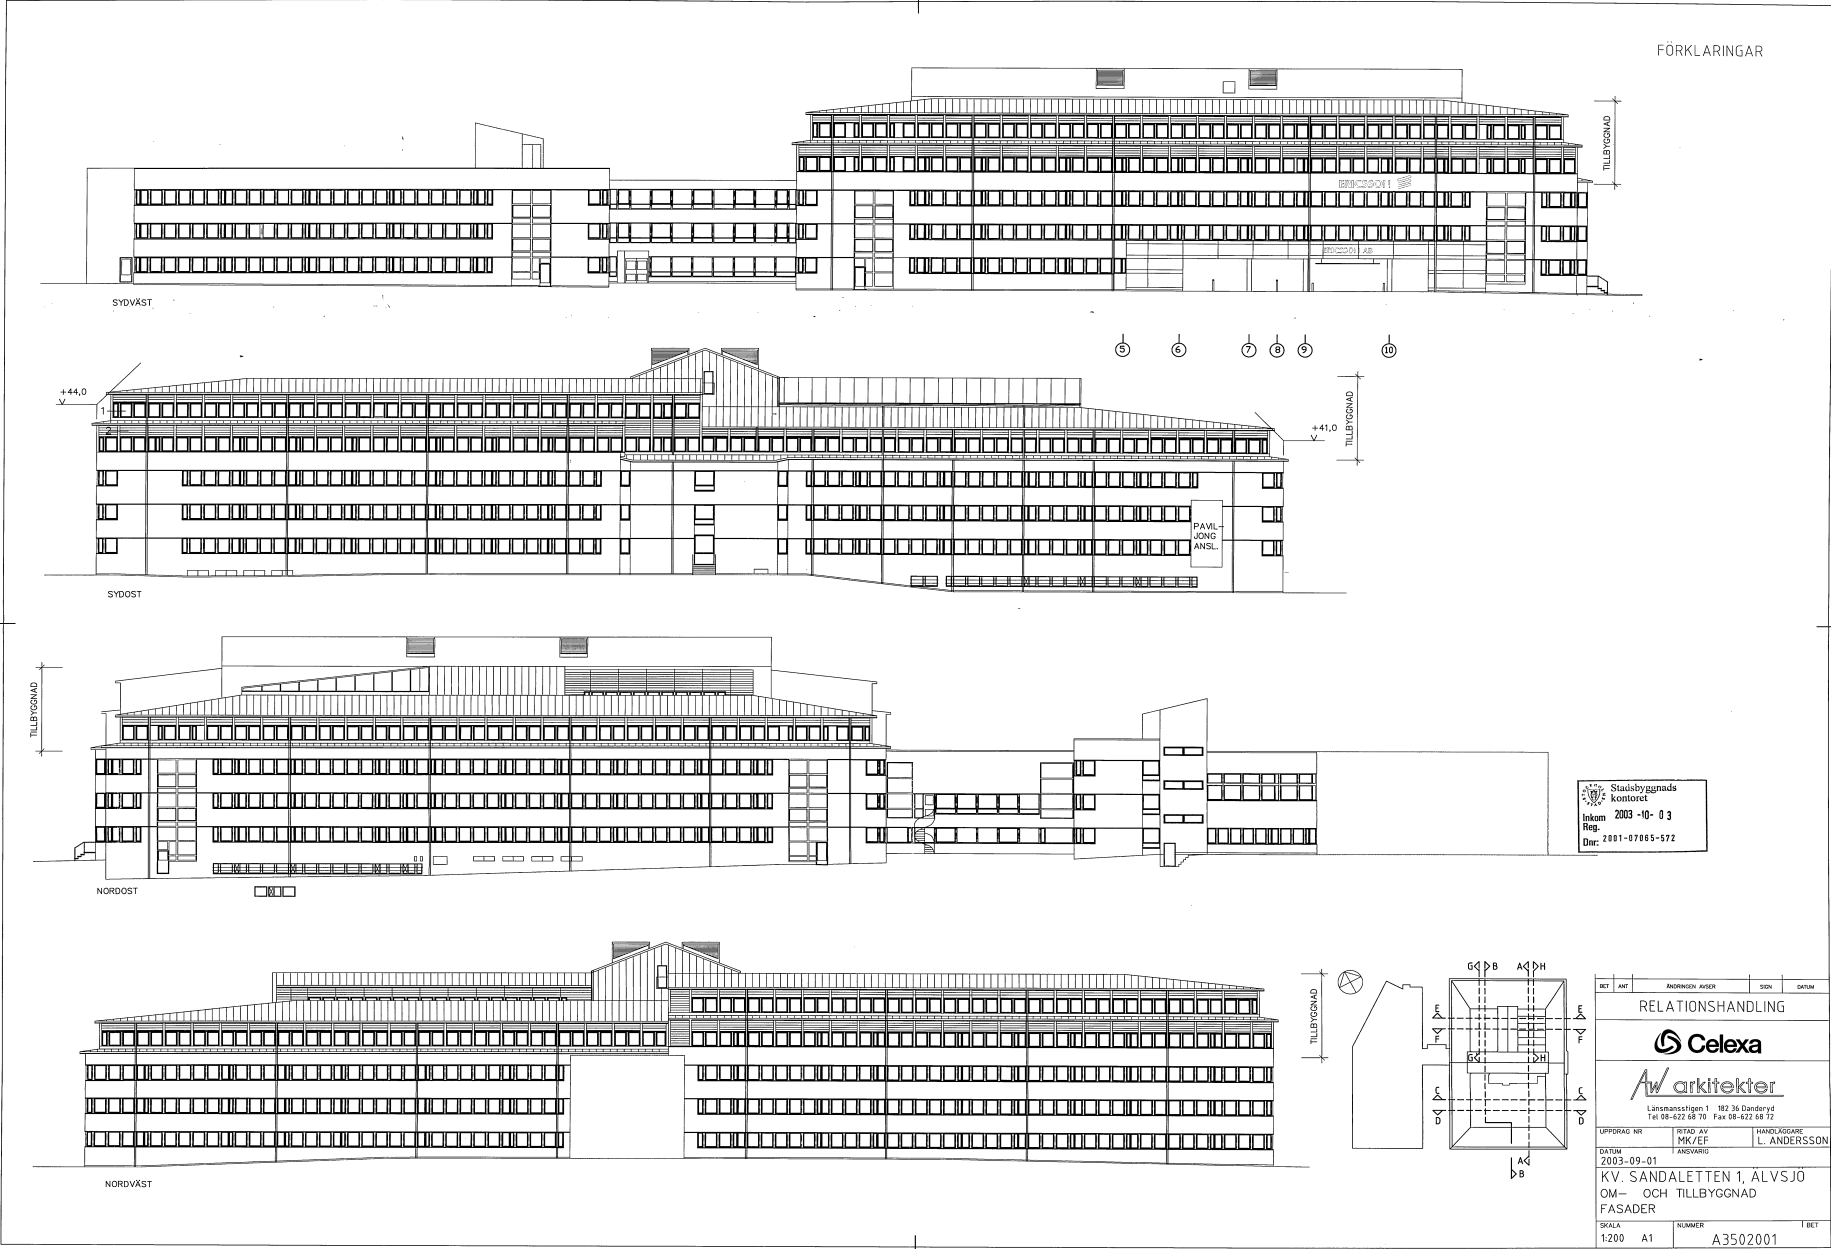 FÖRKLARINGAR
TILLBYGGNAD
ERICSSON
ERICSSON AB
SYDVÄST
5 6 7 8 9 10
+44,0
1
2
+41,0
TILLBYGGNAD
PAVIL-
JONG
ANSL.
SYDOST
TILLBYGGNAD
NORDOST
Stadsbyggnads
kontoret
Inkom 2003 -10- 03
Reg.
Dnr: 2001-07065-572
TILLBYGGNAD
NORDVÄST
G B A H
E E
F F
G H
C C
D D
A
B
BET ANT ÄNDRINGEN AVSER SIGN DATUM
RELATIONSHANDLING
Celexa
AW arkitekter
Länsmansstigen 1 182 36 Danderyd
Tel 08-622 68 70 Fax 08-622 68 72
UPPDRAG NR RITAD AV HANDLÄGGARE
MK/EF L. ANDERSSON
DATUM ANSVARIG
2003-09-01
KV. SANDALETTEN 1, ÄLVSJÖ
OM- OCH TILLBYGGNAD
FASADER
SKALA NUMMER BET
1:200 A1 A3502001